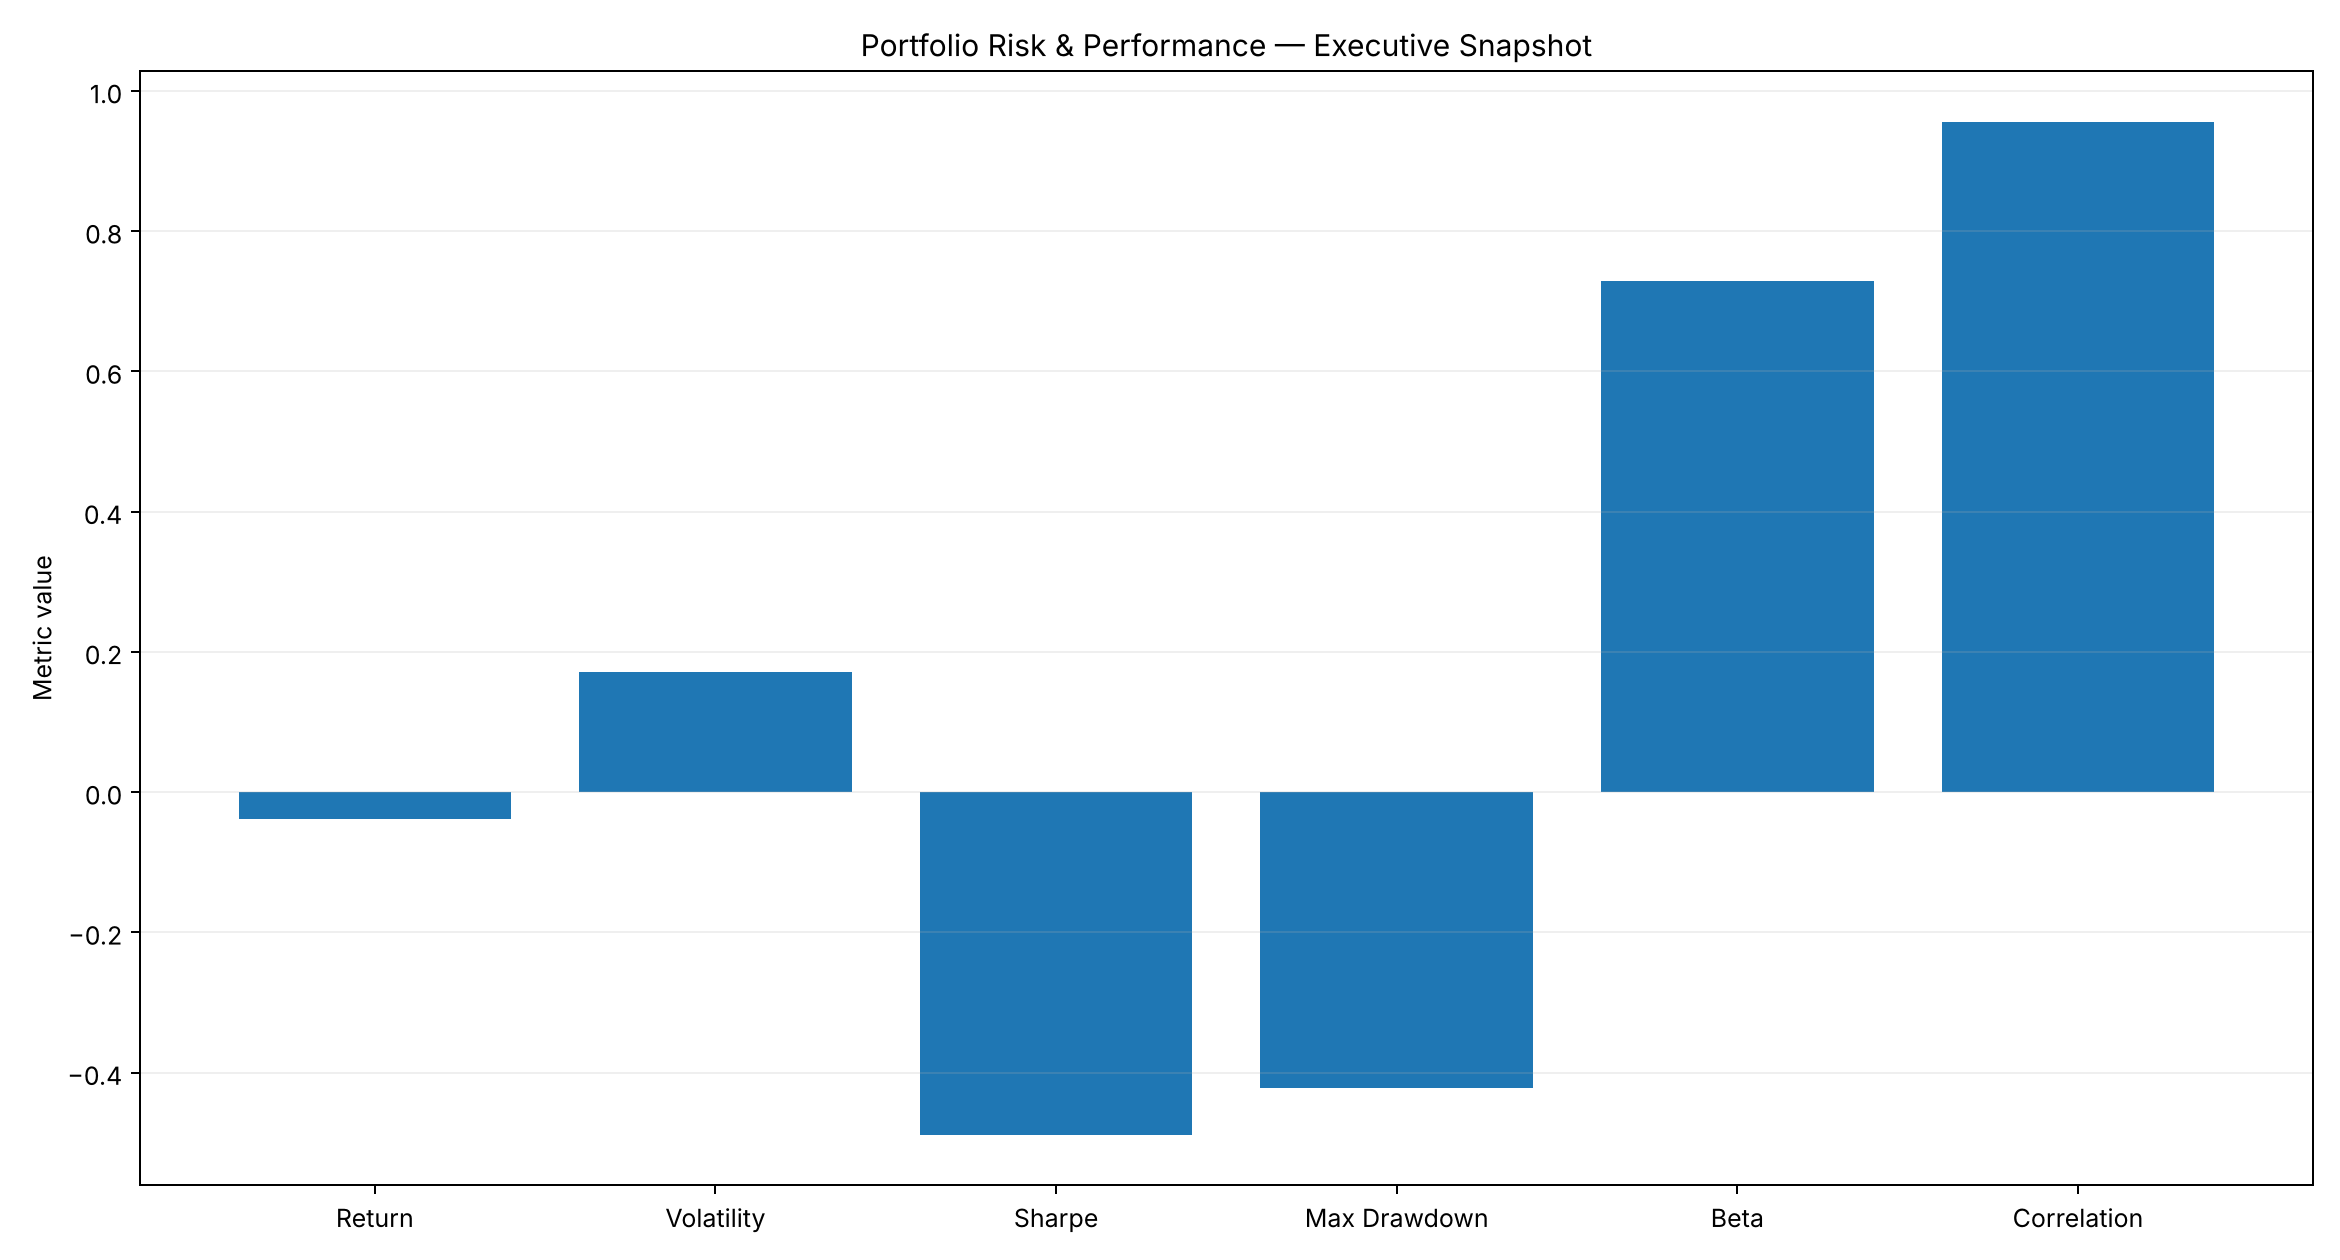 Portfolio Risk & Performance — Executive Snapshot
Metric value
1.0
0.8
0.6
0.4
0.2
0.0
−0.2
−0.4
Return Volatility Sharpe Max Drawdown Beta Correlation